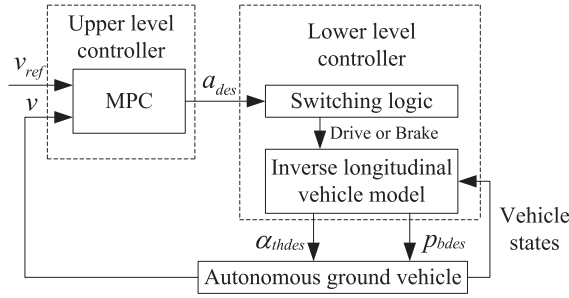 Upper level
controller
Lower level
controller
v_ref
v
MPC
a_des
Switching logic
Drive or Brake
Inverse longitudinal
vehicle model
Vehicle
states
α_thdes
p_bdes
Autonomous ground vehicle